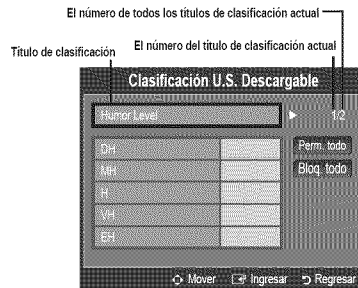 El número de todos los títulos de clasificación actual
El número del título de clasificación actual
Título de clasificación
Clasificación U.S. Descargable
Humor Level
1/2
DH
Perm. todo
MH
Bloq. todo
H
VH
EH
Mover Ingresar Regresar